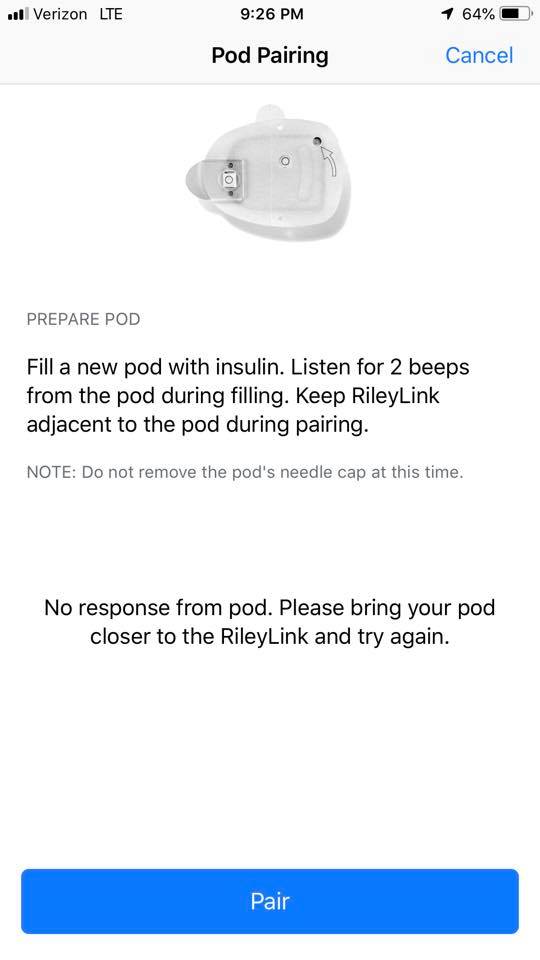 Verizon LTE 9:26 PM 64%
Pod Pairing Cancel
PREPARE POD
Fill a new pod with insulin. Listen for 2 beeps
from the pod during filling. Keep RileyLink
adjacent to the pod during pairing.
NOTE: Do not remove the pod's needle cap at this time.
No response from pod. Please bring your pod
closer to the RileyLink and try again.
Pair